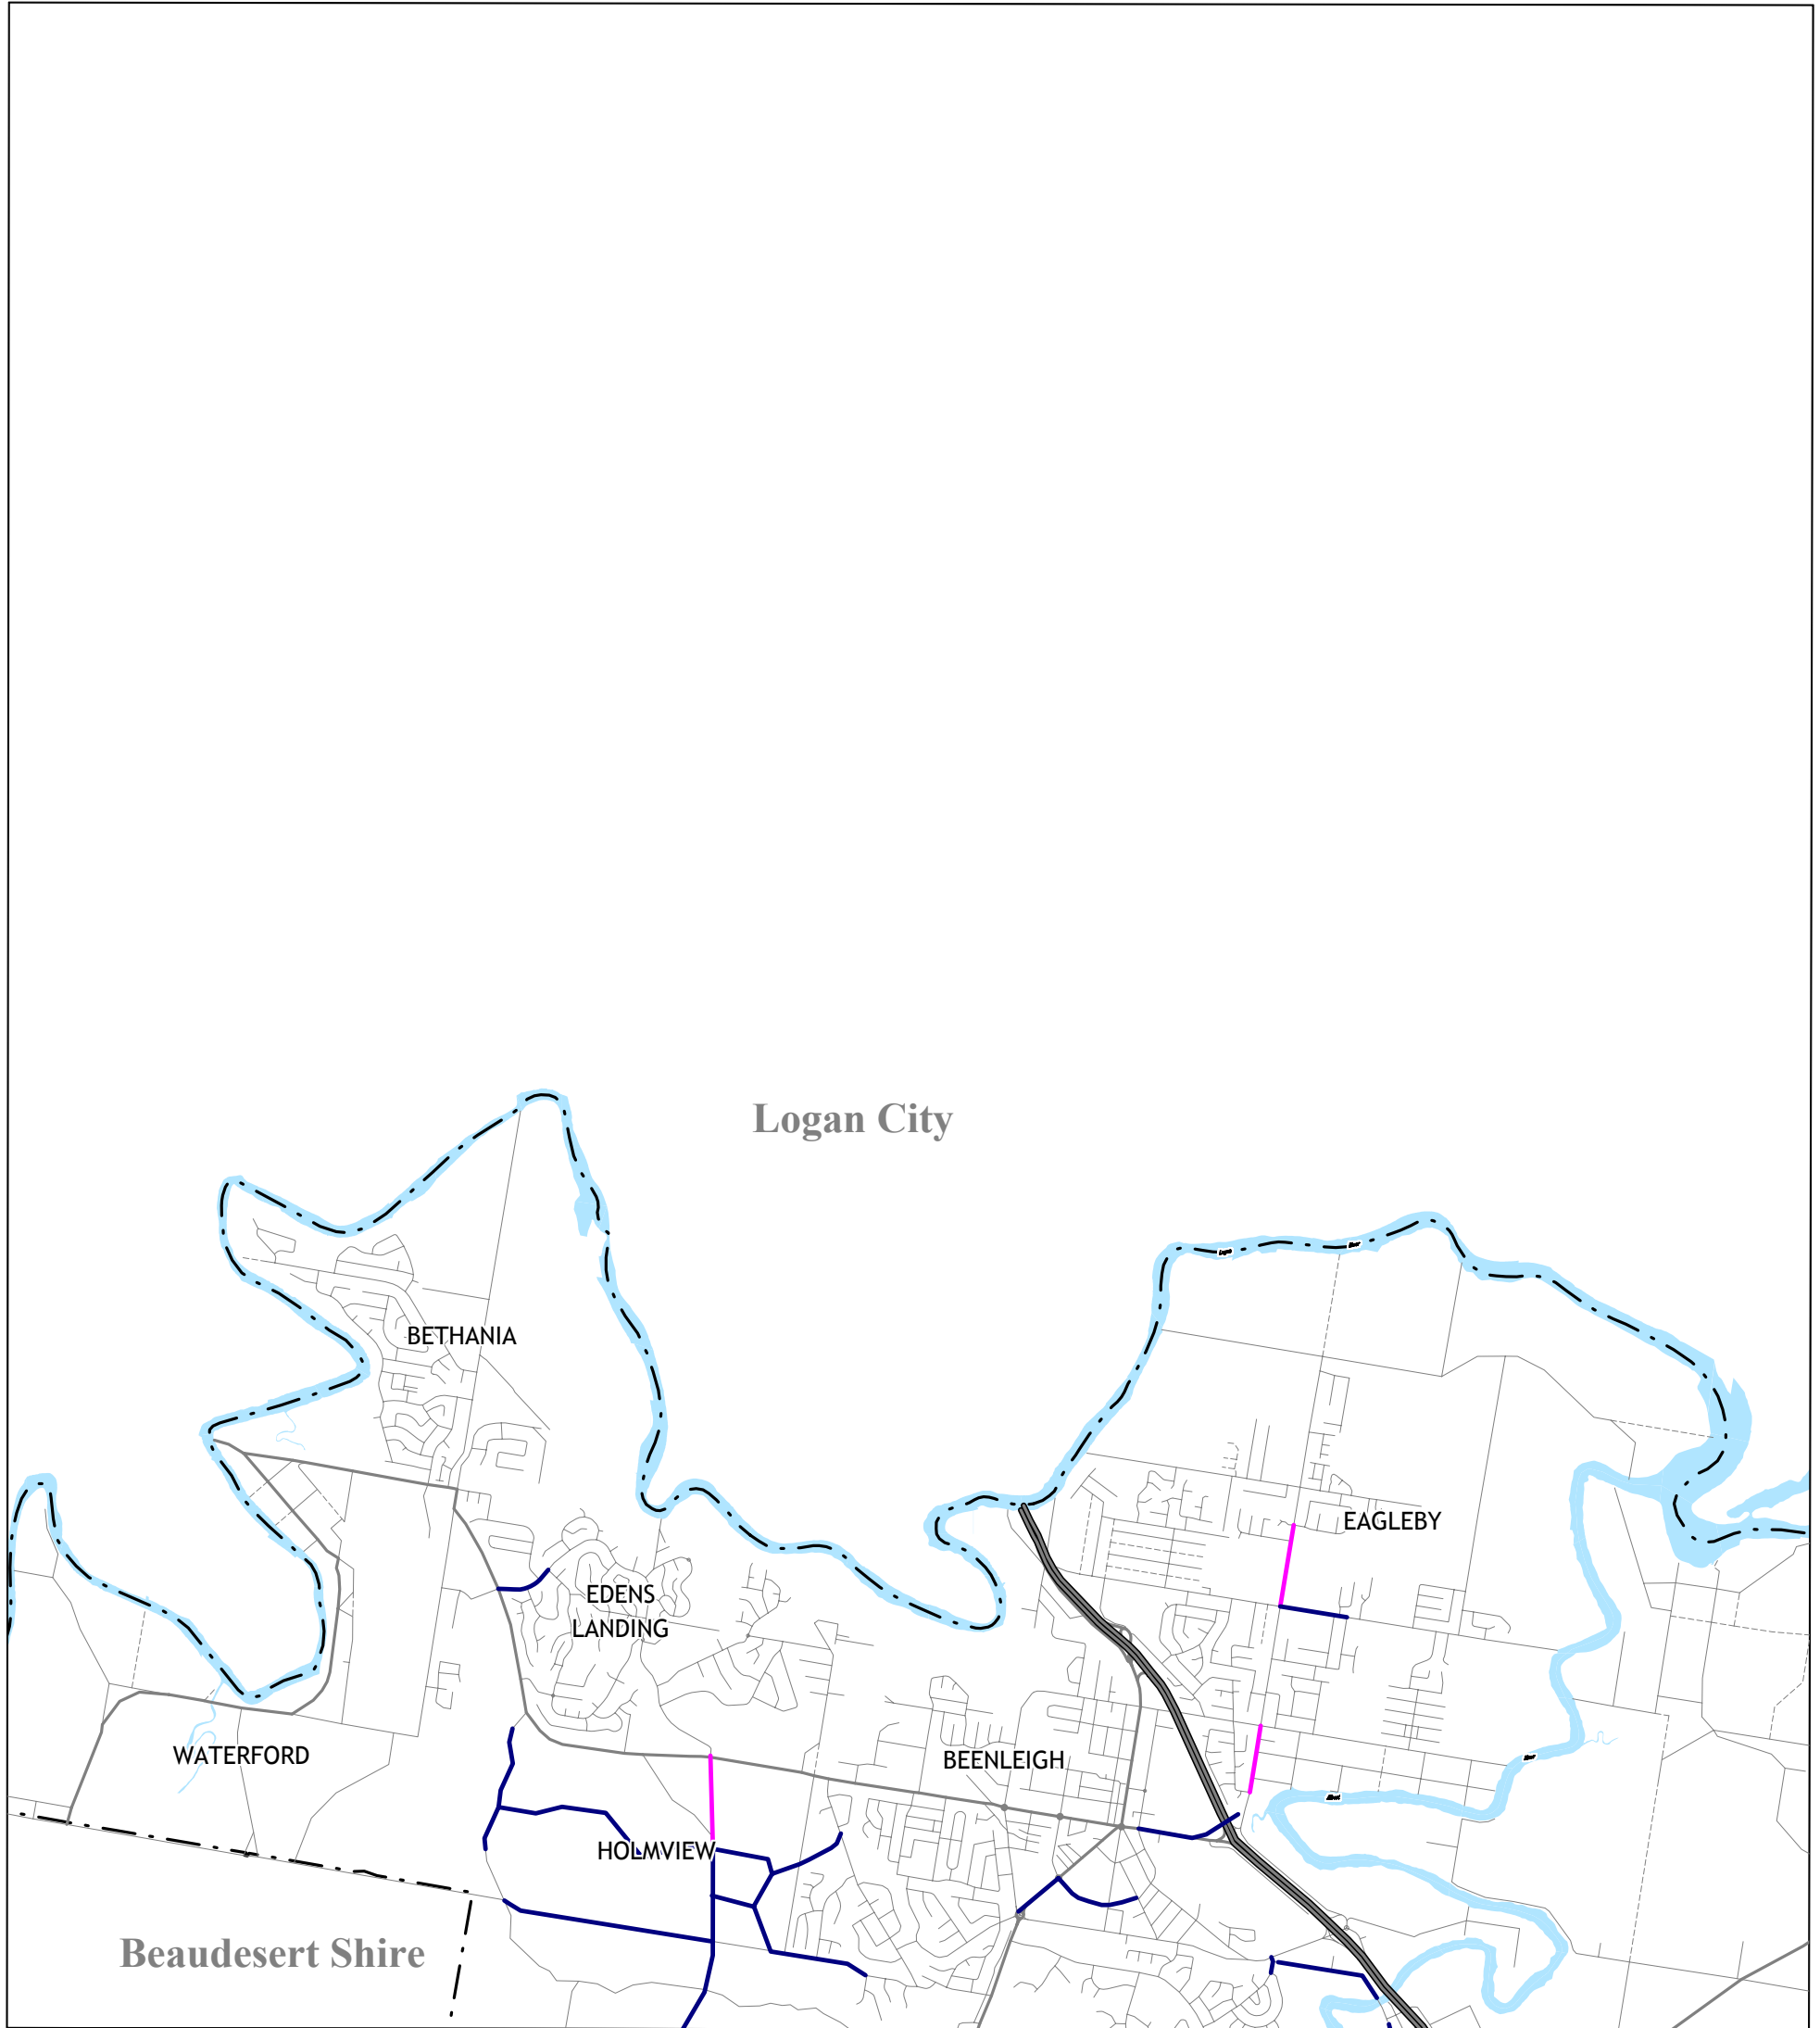 Logan City
BETHANIA
EAGLEBY
EDENS
LANDING
WATERFORD
BEENLEIGH
HOLMVIEW
Beaudesert Shire